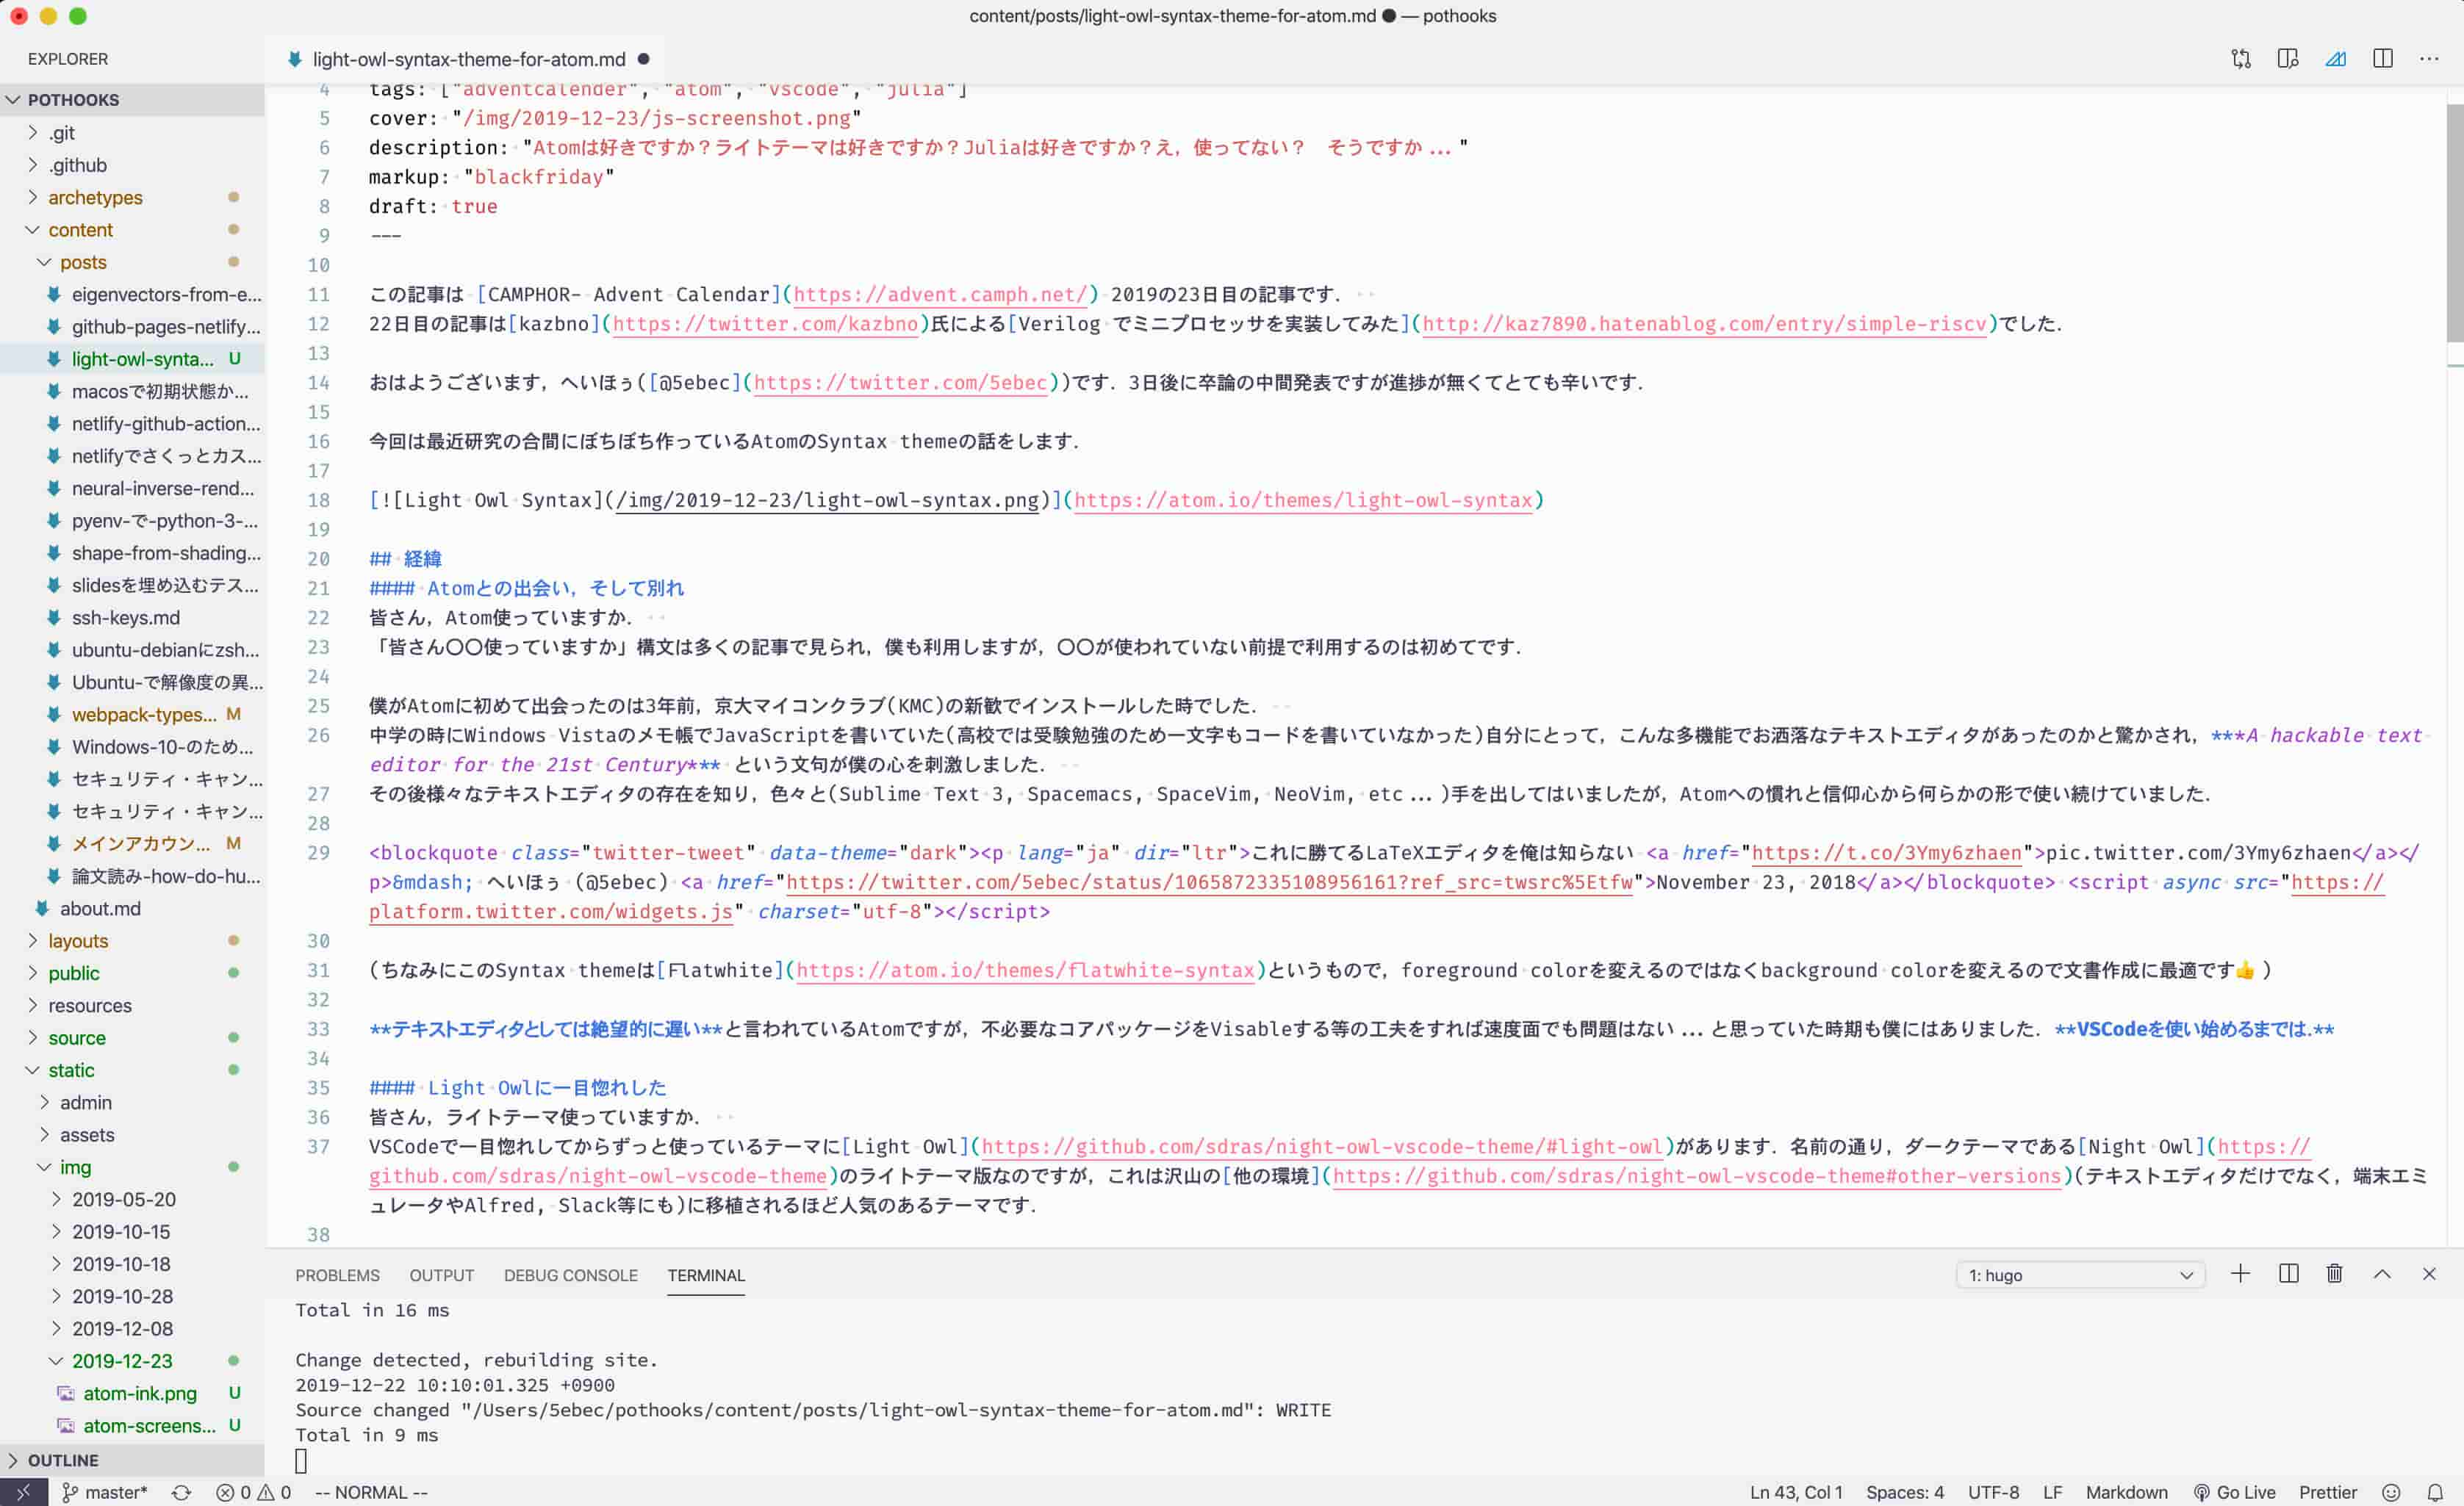 content/posts/light-owl-syntax-theme-for-atom.md ● — pothooks
EXPLORER
light-owl-syntax-theme-for-atom.md
POTHOOKS
.git
.github
archetypes
content
posts
eigenvectors-from-e...
github-pages-netlify...
light-owl-synta... U
macosで初期状態か...
netlify-github-action...
netlifyでさくっとカス...
neural-inverse-rend...
pyenv-で-python-3-...
shape-from-shading...
slidesを埋め込むテス...
ssh-keys.md
ubuntu-debianにzsh...
Ubuntu-で解像度の異...
webpack-types... M
Windows-10-のため...
セキュリティ・キャン...
セキュリティ・キャン...
メインアカウン... M
論文読み-how-do-hu...
about.md
layouts
public
resources
source
static
admin
assets
img
2019-05-20
2019-10-15
2019-10-18
2019-10-28
2019-12-08
2019-12-23
atom-ink.png U
atom-screens... U
OUTLINE
4 tags: ["adventcalender", "atom", "vscode", "julia"]
5 cover: "/img/2019-12-23/js-screenshot.png"
6 description: "Atomは好きですか？ライトテーマは好きですか？Juliaは好きですか？え，使ってない？　そうですか..."
7 markup: "blackfriday"
8 draft: true
9 ---
10
11 この記事は [CAMPHOR- Advent Calendar](https://advent.camph.net/) 2019の23日目の記事です．
12 22日目の記事は[kazbno](https://twitter.com/kazbno)氏による[Verilog でミニプロセッサを実装してみた](http://kaz7890.hatenablog.com/entry/simple-riscv)でした．
13
14 おはようございます，へいほぅ([@5ebec](https://twitter.com/5ebec))です．3日後に卒論の中間発表ですが進捗が無くてとても辛いです．
15
16 今回は最近研究の合間にぼちぼち作っているAtomのSyntax themeの話をします．
17
18 [![Light Owl Syntax](/img/2019-12-23/light-owl-syntax.png)](https://atom.io/themes/light-owl-syntax)
19
20 ## 経緯
21 #### Atomとの出会い，そして別れ
22 皆さん，Atom使っていますか．
23 「皆さん〇〇使っていますか」構文は多くの記事で見られ，僕も利用しますが，〇〇が使われていない前提で利用するのは初めてです．
24
25 僕がAtomに初めて出会ったのは3年前，京大マイコンクラブ(KMC)の新歓でインストールした時でした．
26 中学の時にWindows Vistaのメモ帳でJavaScriptを書いていた(高校では受験勉強のため一文字もコードを書いていなかった)自分にとって，こんな多機能でお洒落なテキストエディタがあったのかと驚かされ，***A hackable text
editor for the 21st Century*** という文句が僕の心を刺激しました．
27 その後様々なテキストエディタの存在を知り，色々と(Sublime Text 3, Spacemacs, SpaceVim, NeoVim, etc...)手を出してはいましたが，Atomへの慣れと信仰心から何らかの形で使い続けていました．
28
29 <blockquote class="twitter-tweet" data-theme="dark"><p lang="ja" dir="ltr">これに勝てるLaTeXエディタを俺は知らない <a href="https://t.co/3Ymy6zhaen">pic.twitter.com/3Ymy6zhaen</a></
p>&mdash; へいほぅ (@5ebec) <a href="https://twitter.com/5ebec/status/1065872335108956161?ref_src=twsrc%5Etfw">November 23, 2018</a></blockquote> <script async src="https://
platform.twitter.com/widgets.js" charset="utf-8"></script>
30
31 (ちなみにこのSyntax themeは[Flatwhite](https://atom.io/themes/flatwhite-syntax)というもので，foreground colorを変えるのではなくbackground colorを変えるので文書作成に最適です👍)
32
33 **テキストエディタとしては絶望的に遅い**と言われているAtomですが，不必要なコアパッケージをVisableする等の工夫をすれば速度面でも問題はない...と思っていた時期も僕にはありました．**VSCodeを使い始めるまでは.**
34
35 #### Light Owlに一目惚れした
36 皆さん，ライトテーマ使っていますか．
37 VSCodeで一目惚れしてからずっと使っているテーマに[Light Owl](https://github.com/sdras/night-owl-vscode-theme/#light-owl)があります．名前の通り，ダークテーマである[Night Owl](https://
github.com/sdras/night-owl-vscode-theme)のライトテーマ版なのですが，これは沢山の[他の環境](https://github.com/sdras/night-owl-vscode-theme#other-versions)(テキストエディタだけでなく，端末エミ
ュレータやAlfred, Slack等にも)に移植されるほど人気のあるテーマです．
38
PROBLEMS OUTPUT DEBUG CONSOLE TERMINAL 1: hugo
Total in 16 ms
Change detected, rebuilding site.
2019-12-22 10:10:01.325 +0900
Source changed "/Users/5ebec/pothooks/content/posts/light-owl-syntax-theme-for-atom.md": WRITE
Total in 9 ms
master* 0 0 -- NORMAL -- Ln 43, Col 1 Spaces: 4 UTF-8 LF Markdown Go Live Prettier